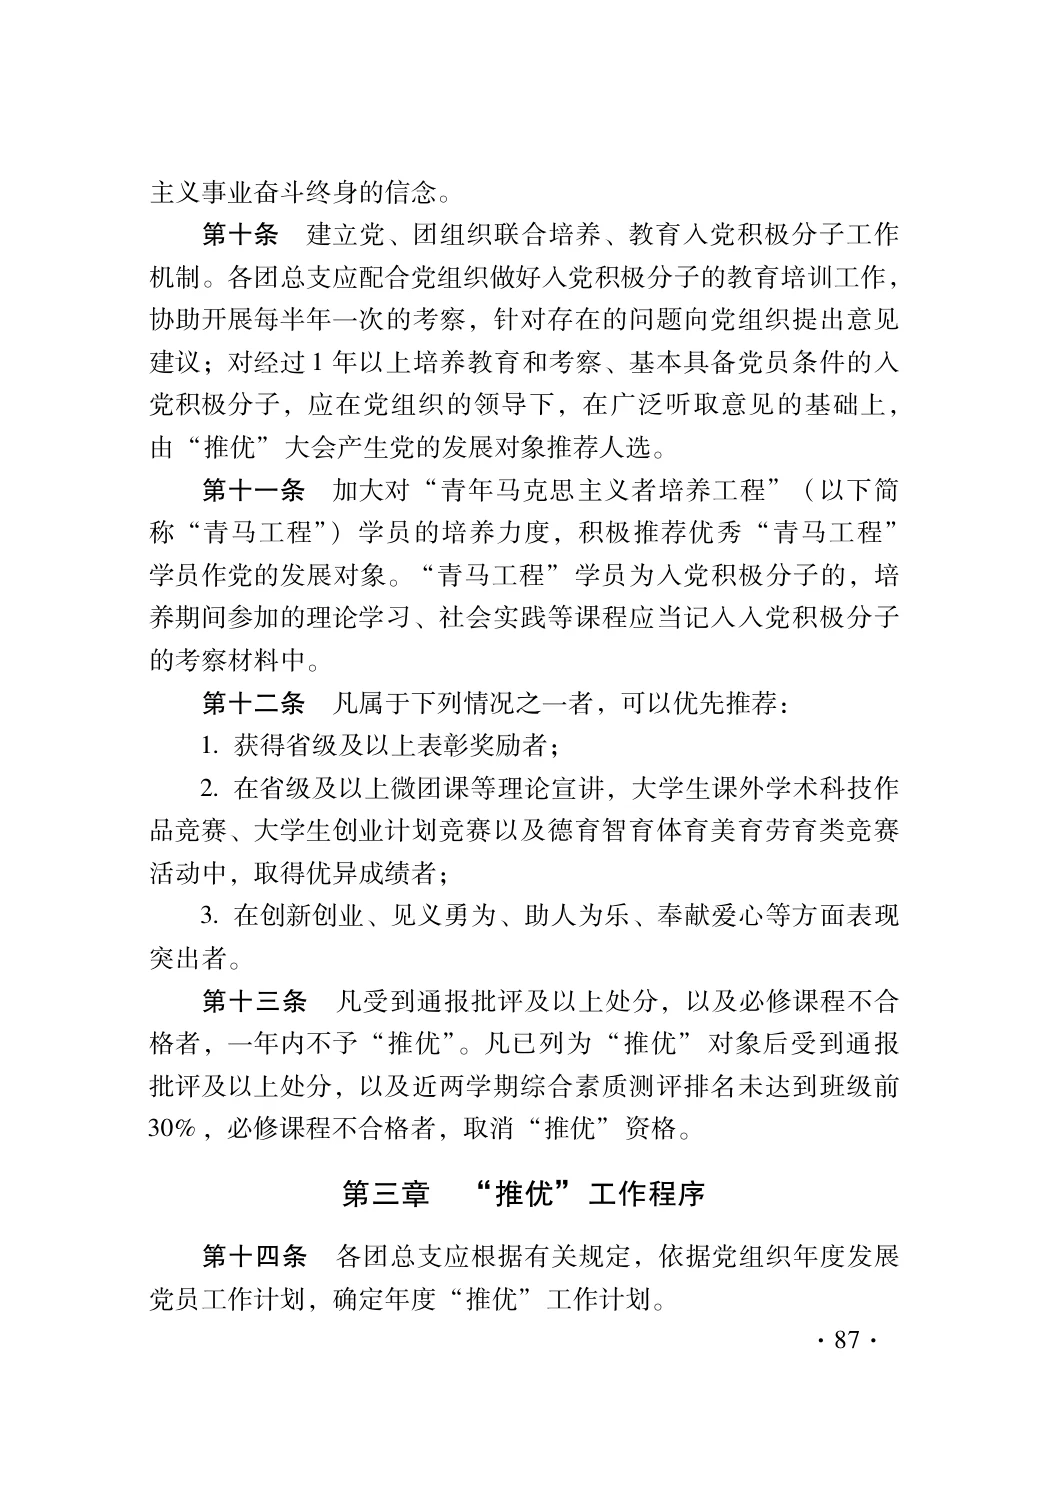 主义事业奋斗终身的信念。
第十条　建立党、团组织联合培养、教育入党积极分子工作
机制。各团总支应配合党组织做好入党积极分子的教育培训工作，
协助开展每半年一次的考察，针对存在的问题向党组织提出意见
建议；对经过1年以上培养教育和考察、基本具备党员条件的入
党积极分子，应在党组织的领导下，在广泛听取意见的基础上，
由“推优”大会产生党的发展对象推荐人选。
第十一条　加大对“青年马克思主义者培养工程”（以下简
称“青马工程”）学员的培养力度，积极推荐优秀“青马工程”
学员作党的发展对象。“青马工程”学员为入党积极分子的，培
养期间参加的理论学习、社会实践等课程应当记入入党积极分子
的考察材料中。
第十二条　凡属于下列情况之一者，可以优先推荐：
1. 获得省级及以上表彰奖励者；
2. 在省级及以上微团课等理论宣讲，大学生课外学术科技作
品竞赛、大学生创业计划竞赛以及德育智育体育美育劳育类竞赛
活动中，取得优异成绩者；
3. 在创新创业、见义勇为、助人为乐、奉献爱心等方面表现
突出者。
第十三条　凡受到通报批评及以上处分，以及必修课程不合
格者，一年内不予“推优”。凡已列为“推优”对象后受到通报
批评及以上处分，以及近两学期综合素质测评排名未达到班级前
30%，必修课程不合格者，取消“推优”资格。
第三章　“推优”工作程序
第十四条　各团总支应根据有关规定，依据党组织年度发展
党员工作计划，确定年度“推优”工作计划。
· 87 ·